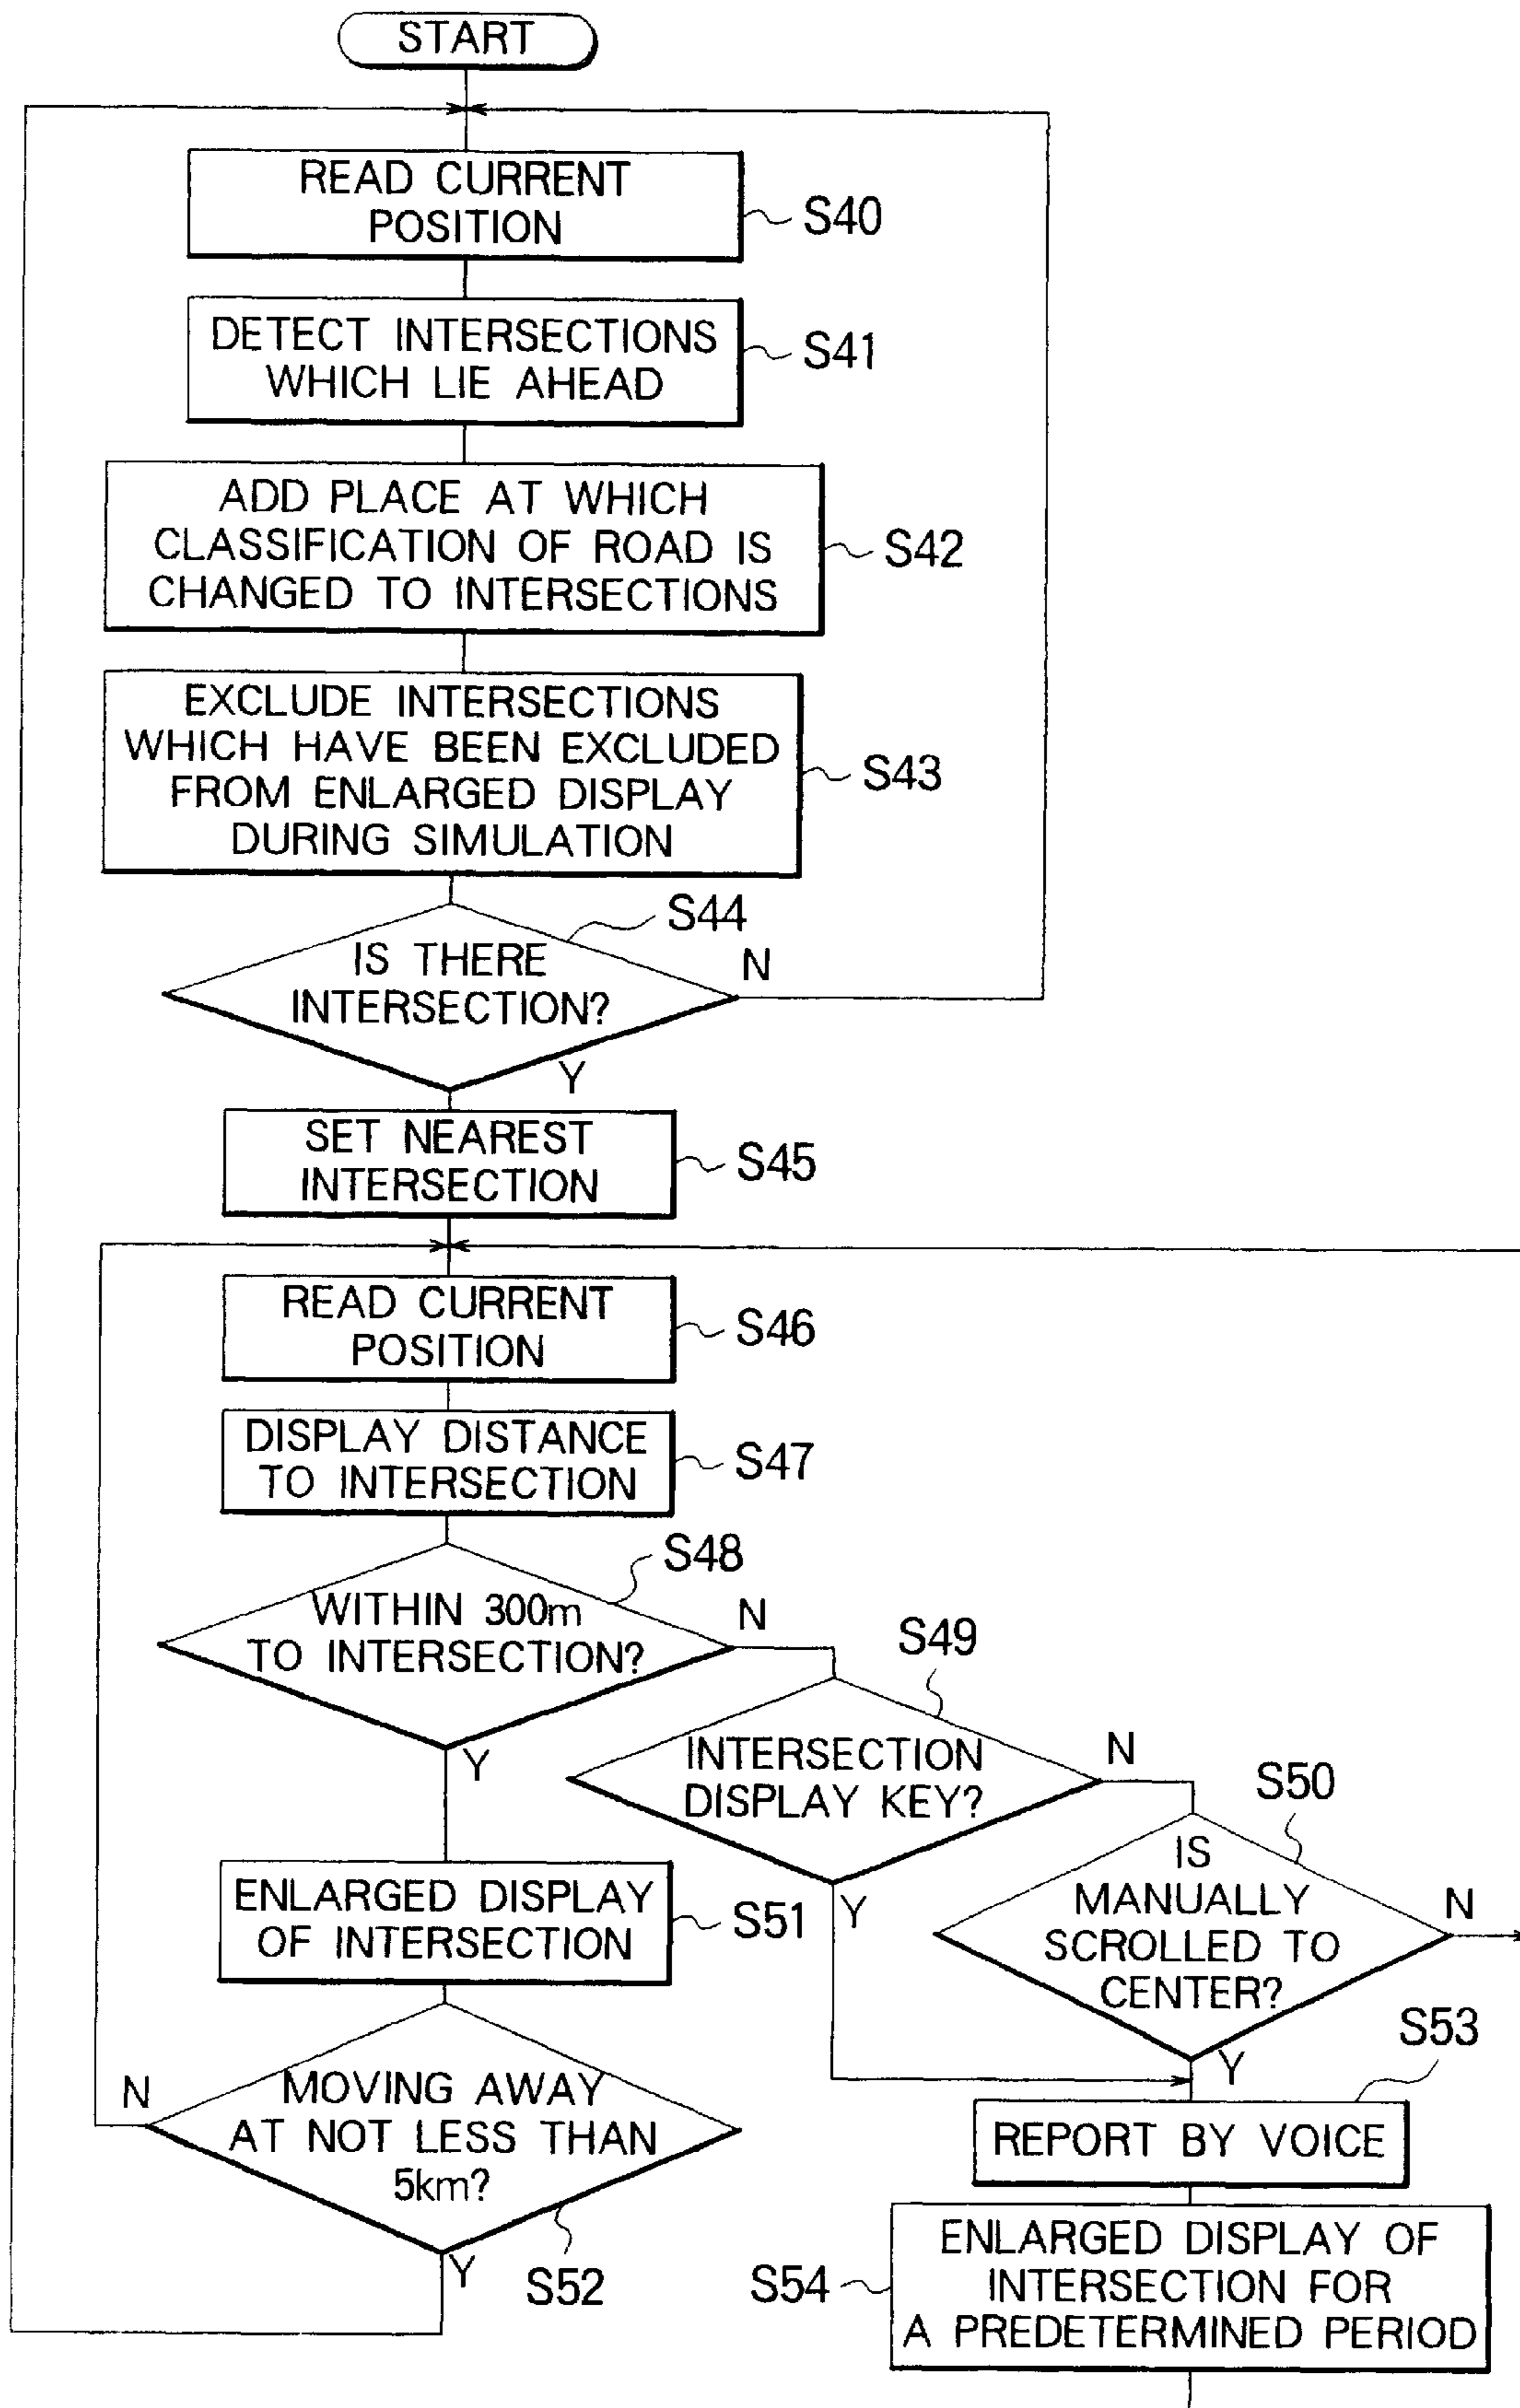 START
READ CURRENT
POSITION
S40
DETECT INTERSECTIONS
WHICH LIE AHEAD
S41
ADD PLACE AT WHICH
CLASSIFICATION OF ROAD IS
CHANGED TO INTERSECTIONS
S42
EXCLUDE INTERSECTIONS
WHICH HAVE BEEN EXCLUDED
FROM ENLARGED DISPLAY
DURING SIMULATION
S43
S44
IS THERE
INTERSECTION?
N
Y
SET NEAREST
INTERSECTION
S45
READ CURRENT
POSITION
S46
DISPLAY DISTANCE
TO INTERSECTION
S47
S48
WITHIN 300m
TO INTERSECTION?
N
Y
S49
INTERSECTION
DISPLAY KEY?
N
Y
S50
IS
MANUALLY
SCROLLED TO
CENTER?
N
Y
ENLARGED DISPLAY
OF INTERSECTION
S51
MOVING AWAY
AT NOT LESS THAN
5km?
N
Y
S52
S53
REPORT BY VOICE
S54
ENLARGED DISPLAY OF
INTERSECTION FOR
A PREDETERMINED PERIOD